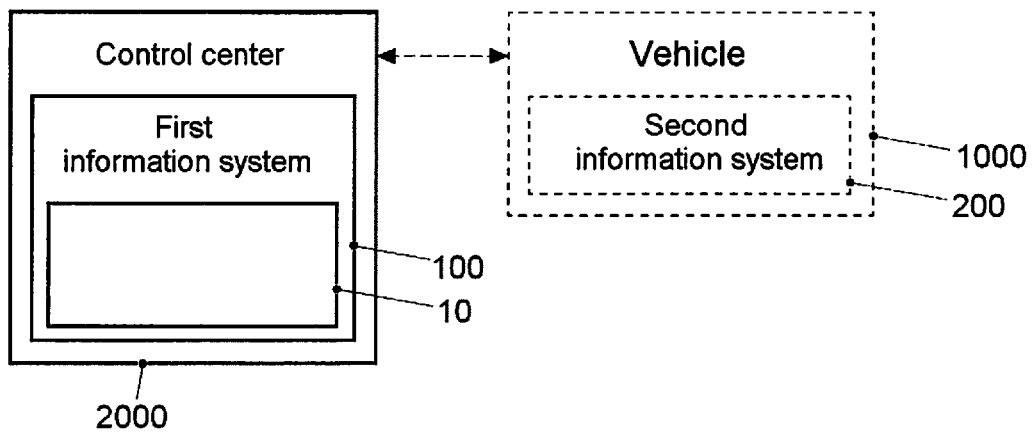 Control center
First
information system
100
10
2000
Vehicle
Second
information system
1000
200